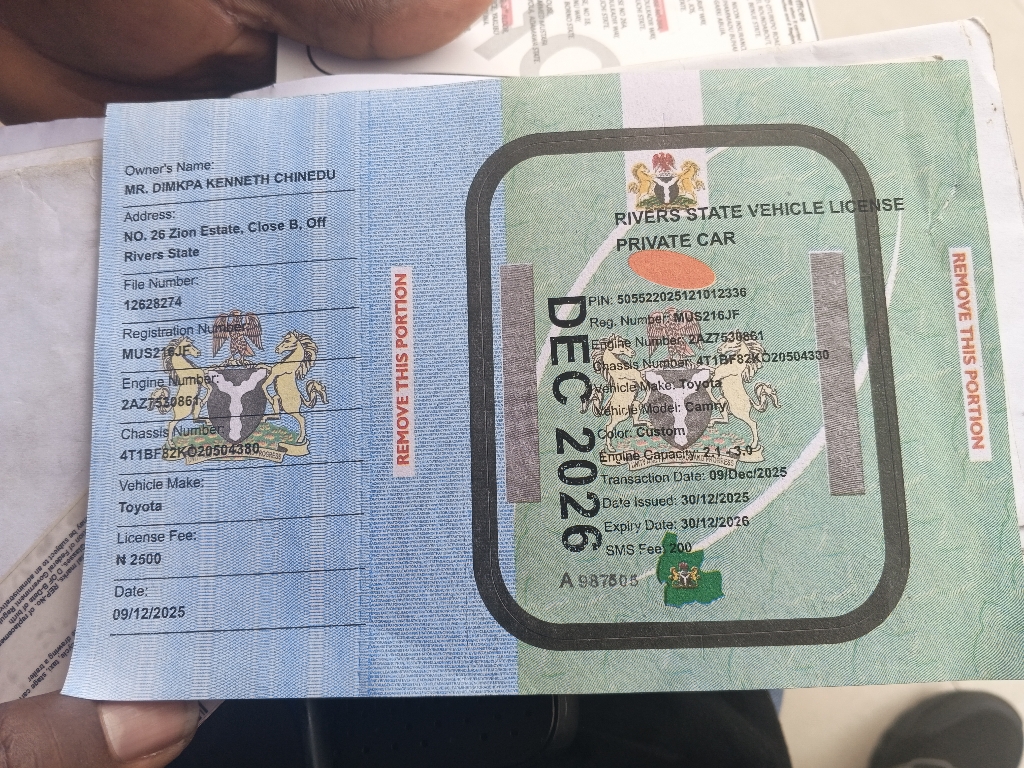 Owner's Name:
MR. DIMKPA KENNETH CHINEDU
Address:
NO. 26 Zion Estate, Close B, Off
Rivers State
File Number:
12628274
Registration Number:
MUS216JF
Engine Number:
2AZ7530861
Chassis Number:
4T1BF82KO20504330
Vehicle Make:
Toyota
License Fee:
₦ 2500
Date:
09/12/2025
REMOVE THIS PORTION
RIVERS STATE VEHICLE LICENSE
PRIVATE CAR
DEC 2026
PIN: 505522025121012336
Reg. Number: MUS216JF
Engine Number: 2AZ7530861
Chassis Number: 4T1BF82KO20504330
Vehicle Make: Toyota
Vehicle Model: Camry
Color: Custom
Engine Capacity: 2.1 - 3.0
Transaction Date: 09/Dec/2025
Date Issued: 30/12/2025
Expiry Date: 30/12/2026
SMS Fee: 200
A 987505
REMOVE THIS PORTION